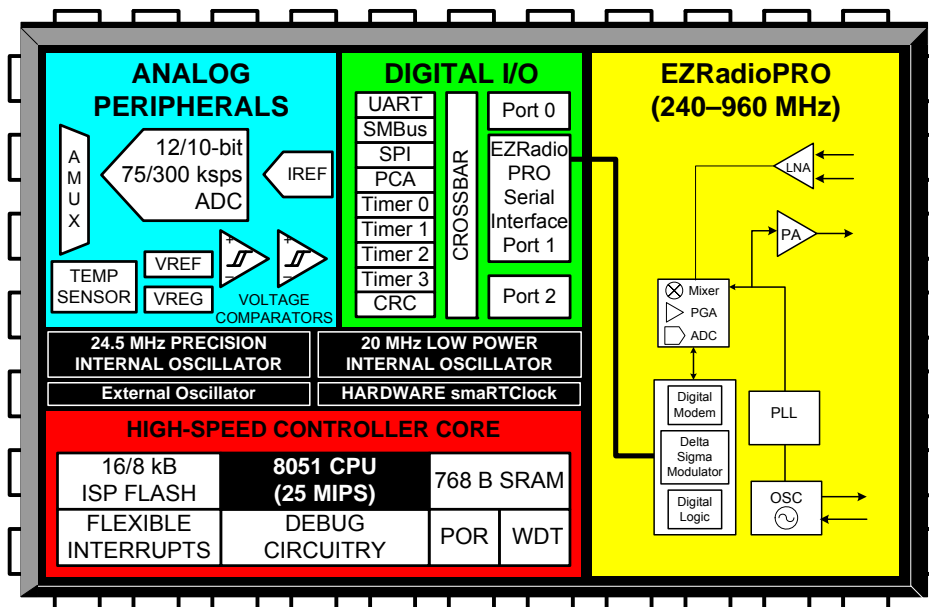 ANALOG
PERIPHERALS
A
M
U
X
12/10-bit
75/300 ksps
ADC
IREF
TEMP
SENSOR
VREF
VREG
+
–
+
–
VOLTAGE
COMPARATORS
DIGITAL I/O
UART
SMBus
SPI
PCA
Timer 0
Timer 1
Timer 2
Timer 3
CRC
CROSSBAR
Port 0
EZRadio
PRO
Serial
Interface
Port 1
Port 2
24.5 MHz PRECISION
INTERNAL OSCILLATOR
20 MHz LOW POWER
INTERNAL OSCILLATOR
External Oscillator
HARDWARE smaRTClock
HIGH-SPEED CONTROLLER CORE
16/8 kB
ISP FLASH
8051 CPU
(25 MIPS)
768 B SRAM
FLEXIBLE
INTERRUPTS
DEBUG
CIRCUITRY
POR
WDT
EZRadioPRO
(240–960 MHz)
LNA
PA
Mixer
PGA
ADC
Digital
Modem
Delta
Sigma
Modulator
Digital
Logic
PLL
OSC